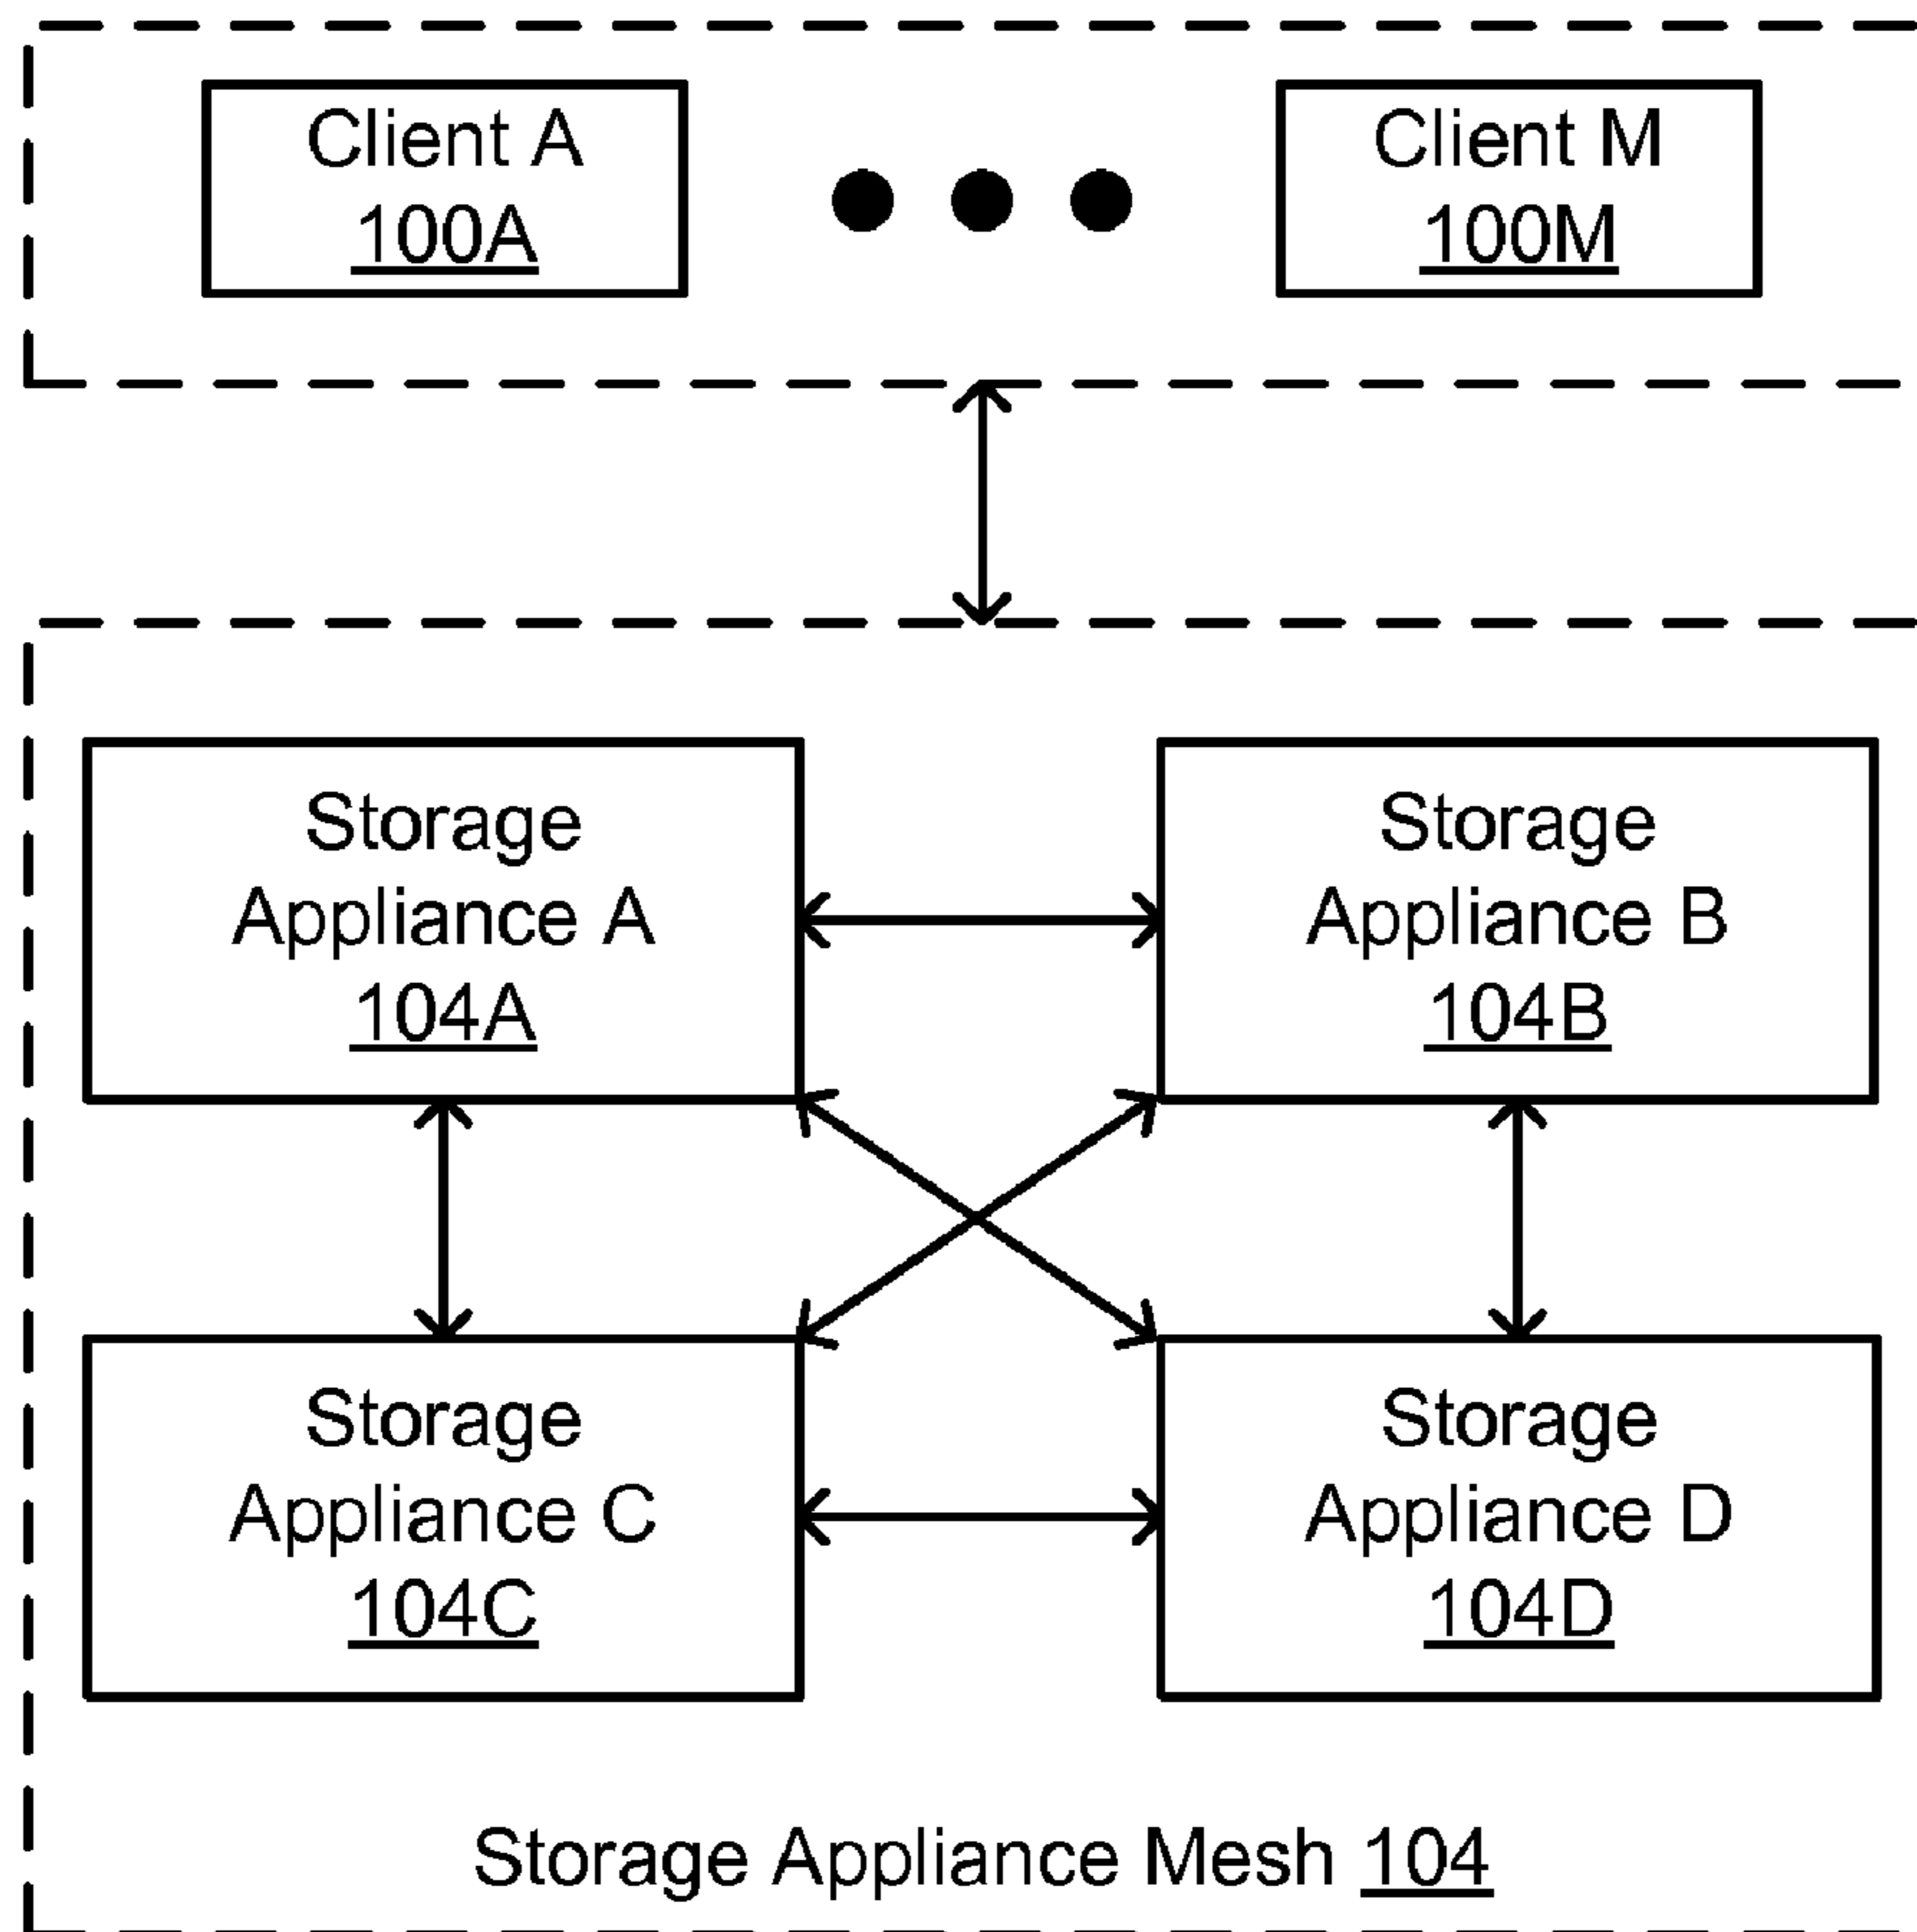 Client A
100A
Client M
100M
Storage
Appliance A
104A
Storage
Appliance B
104B
Storage
Appliance C
104C
Storage
Appliance D
104D
Storage Appliance Mesh 104